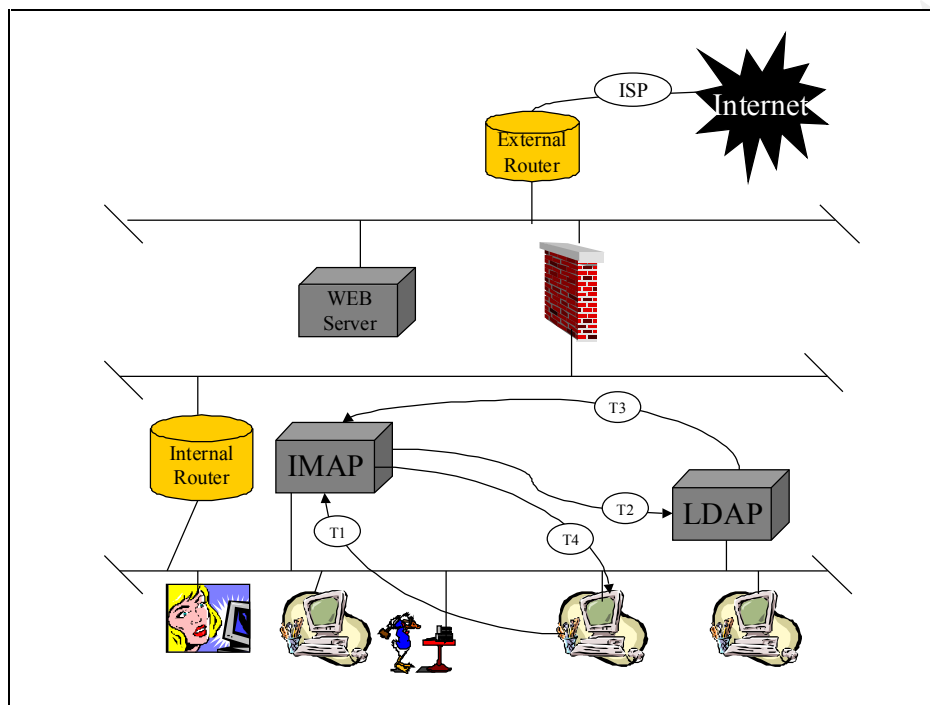 ISP
Internet
External
Router
WEB
Server
T3
Internal
Router
IMAP
LDAP
T2
T1
T4